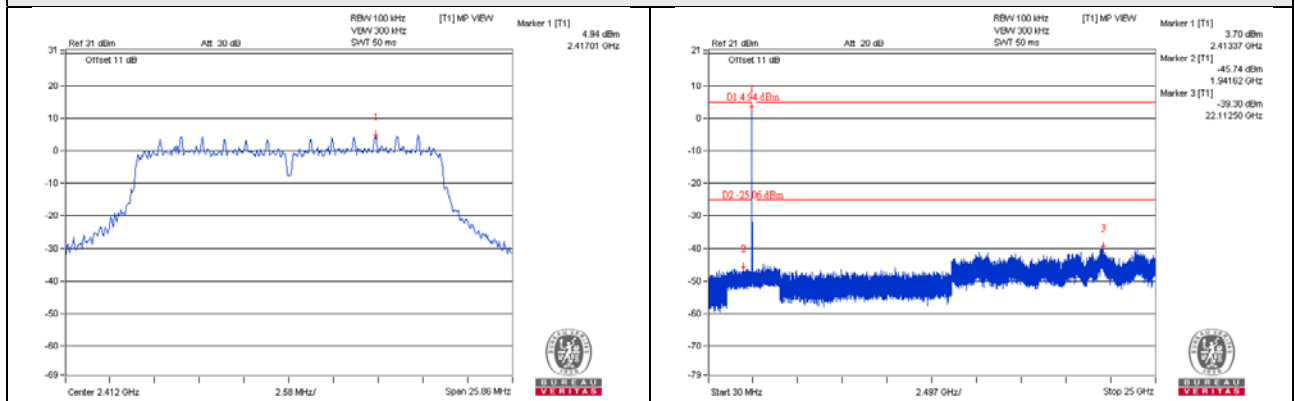 RBW 100 kHz
[T1] MP VIEW
VBW 300 kHz
SWT 50 ms
Marker 1 [T1]
4.94 dBm
2.41701 GHz
Ref 31 dBm
Att 30 dB
31
Offset 11 dB
20
10
0
-10
-20
-30
-40
-50
-60
-69
1
Center 2.412 GHz
2.58 MHz/
Span 25.86 MHz
BUREAU
VERITAS
RBW 100 kHz
[T1] MP VIEW
VBW 300 kHz
SWT 50 ms
Marker 1 [T1]
3.70 dBm
2.41337 GHz
Marker 2 [T1]
-45.74 dBm
1.94162 GHz
Marker 3 [T1]
-39.30 dBm
22.11250 GHz
Ref 21 dBm
Att 20 dB
21
Offset 11 dB
10
0
-10
-20
-30
-40
-50
-60
-70
-79
D1 4.94 dBm
D2 -25.06 dBm
2
3
Start 30 MHz
2.497 GHz/
Stop 25 GHz
BUREAU
VERITAS